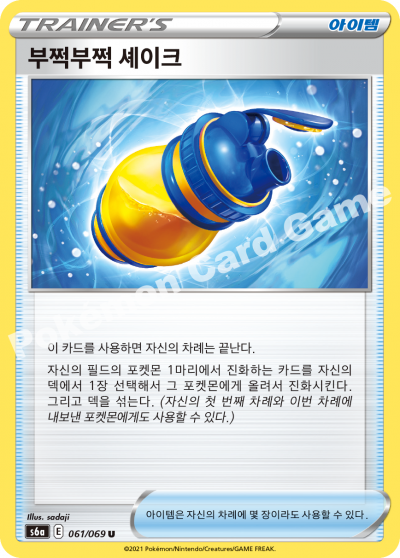 TRAINER'S
아이템
부쩍부쩍 셰이크
Pokémon Card Game
이 카드를 사용하면 자신의 차례는 끝난다.
자신의 필드의 포켓몬 1마리에서 진화하는 카드를 자신의
덱에서 1장 선택해서 그 포켓몬에게 올려서 진화시킨다.
그리고 덱을 섞는다. (자신의 첫 번째 차례와 이번 차례에
내보낸 포켓몬에게도 사용할 수 있다.)
Illus. sadaji
s6a E 061/069 U
아이템은 자신의 차례에 몇 장이라도 사용할 수 있다.
©2021 Pokémon/Nintendo/Creatures/GAME FREAK.